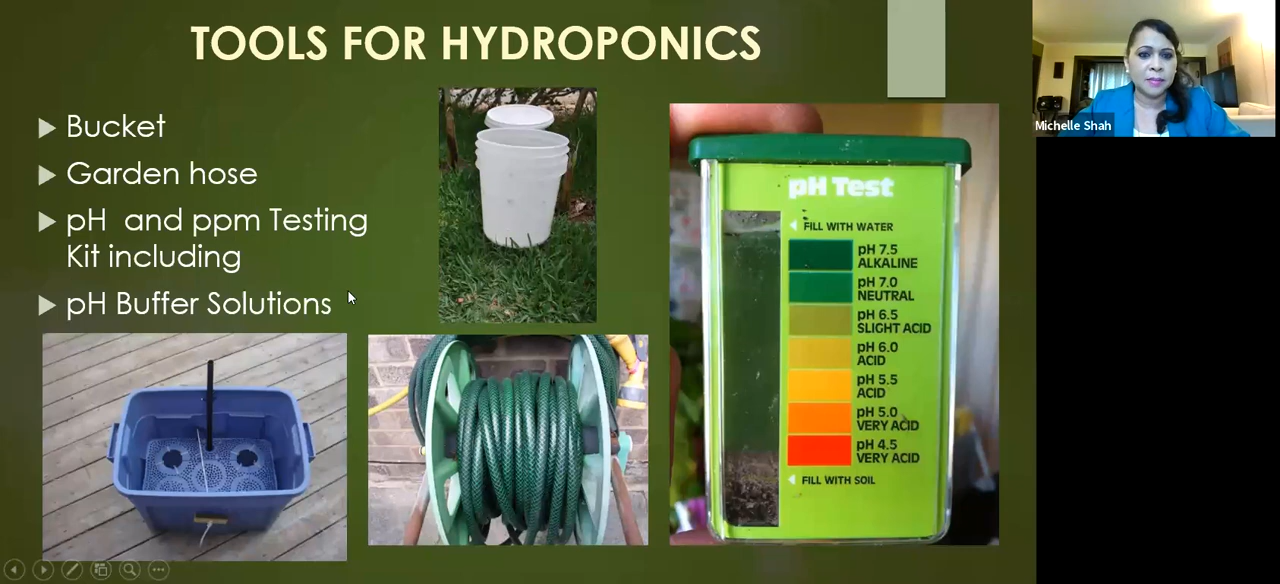 TOOLS FOR HYDROPONICS
Bucket
Garden hose
pH and ppm Testing
Kit including
pH Buffer Solutions
pH Test
FILL WITH WATER
pH 7.5
ALKALINE
pH 7.0
NEUTRAL
pH 6.5
SLIGHT ACID
pH 6.0
ACID
pH 5.5
ACID
pH 5.0
VERY ACID
pH 4.5
VERY ACID
FILL WITH SOIL
Michelle Shah